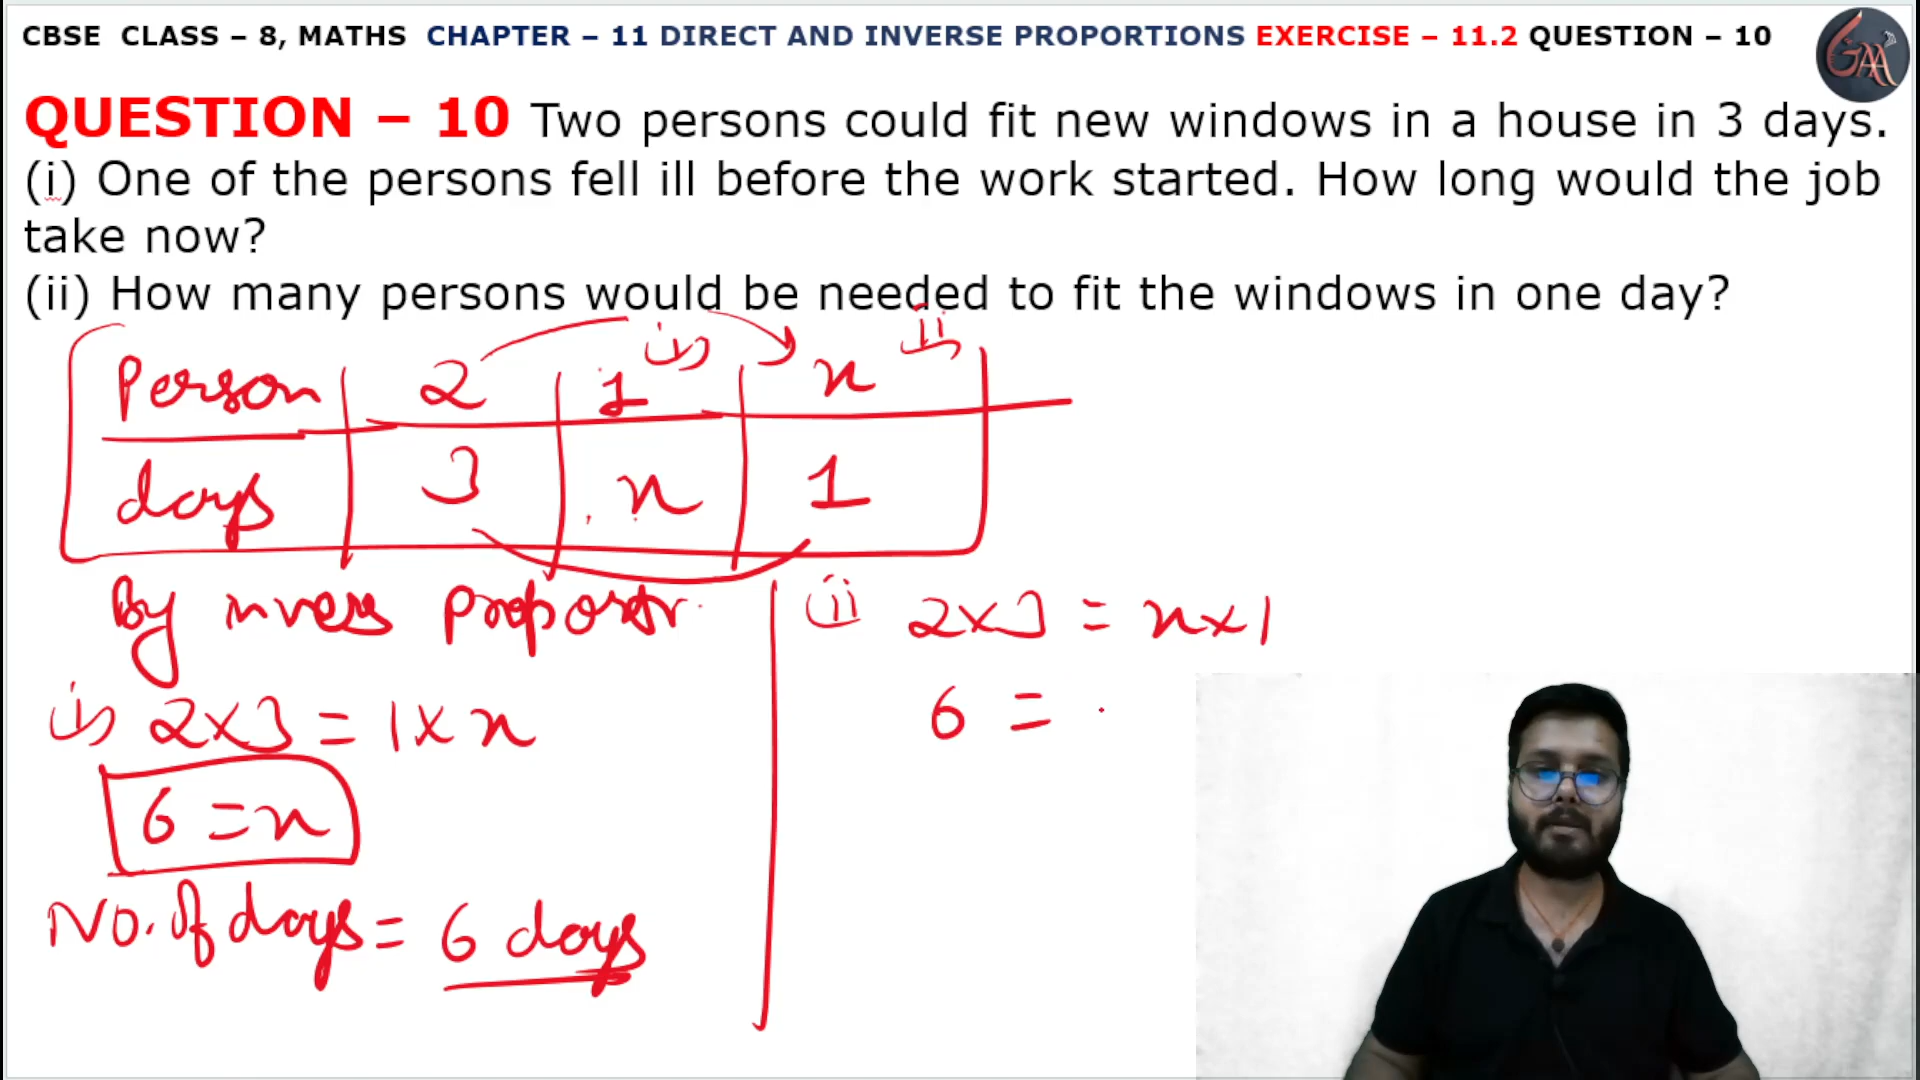 CBSE CLASS – 8, MATHS CHAPTER – 11 DIRECT AND INVERSE PROPORTIONS EXERCISE – 11.2 QUESTION – 10
GAA
QUESTION – 10 Two persons could fit new windows in a house in 3 days.
(i) One of the persons fell ill before the work started. How long would the job
take now?
(ii) How many persons would be needed to fit the windows in one day?
(i) (ii)
Person 2 1 x
days 3 x 1
By inverse
(i) 2×3 = 1×x
6 = x
No. of days = 6 days
(ii) 2×3 = x×1
6 =